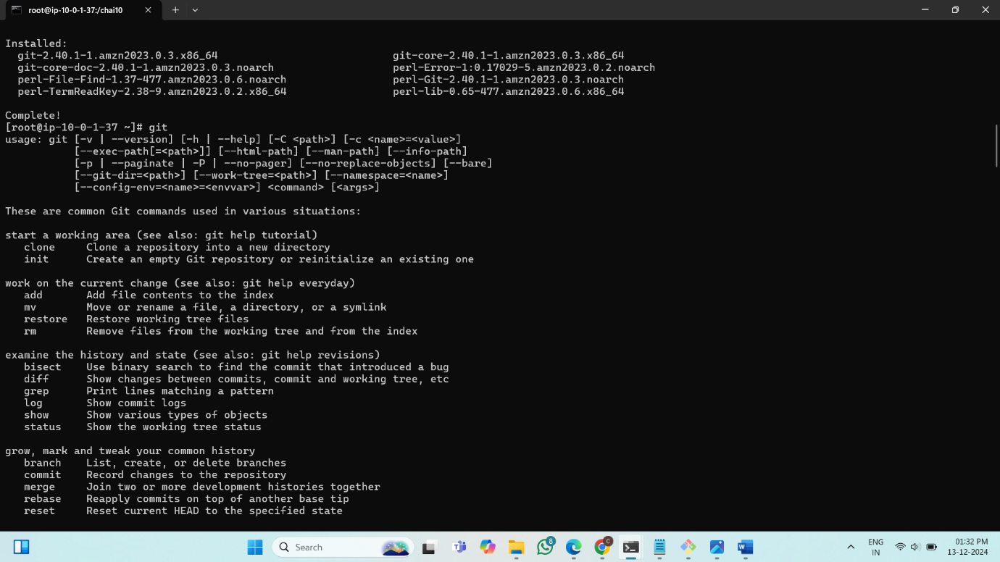 root@ip-10-0-1-37:/chai10
Installed:
git-2.40.1-1.amzn2023.0.3.x86_64 git-core-2.40.1-1.amzn2023.0.3.x86_64
git-core-doc-2.40.1-1.amzn2023.0.3.noarch perl-Error-1:0.17029-5.amzn2023.0.2.noarch
perl-File-Find-1.37-477.amzn2023.0.6.noarch perl-Git-2.40.1-1.amzn2023.0.3.noarch
perl-TermReadKey-2.38-9.amzn2023.0.2.x86_64 perl-lib-0.65-477.amzn2023.0.6.x86_64
Complete!
[root@ip-10-0-1-37 ~]# git
usage: git [-v | --version] [-h | --help] [-C <path>] [-c <name>=<value>]
[--exec-path[=<path>]] [--html-path] [--man-path] [--info-path]
[-p | --paginate | -P | --no-pager] [--no-replace-objects] [--bare]
[--git-dir=<path>] [--work-tree=<path>] [--namespace=<name>]
[--config-env=<name>=<envvar>] <command> [<args>]
These are common Git commands used in various situations:
start a working area (see also: git help tutorial)
clone Clone a repository into a new directory
init Create an empty Git repository or reinitialize an existing one
work on the current change (see also: git help everyday)
add Add file contents to the index
mv Move or rename a file, a directory, or a symlink
restore Restore working tree files
rm Remove files from the working tree and from the index
examine the history and state (see also: git help revisions)
bisect Use binary search to find the commit that introduced a bug
diff Show changes between commits, commit and working tree, etc
grep Print lines matching a pattern
log Show commit logs
show Show various types of objects
status Show the working tree status
grow, mark and tweak your common history
branch List, create, or delete branches
commit Record changes to the repository
merge Join two or more development histories together
rebase Reapply commits on top of another base tip
reset Reset current HEAD to the specified state
Search
8
C
ENG
IN
01:32 PM
13-12-2024